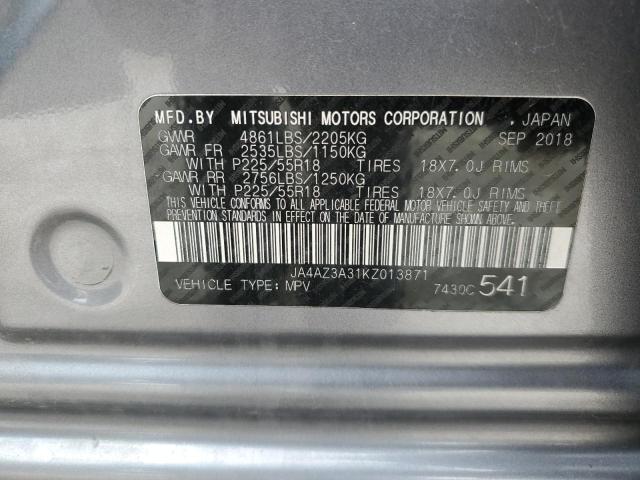 MFD.BY MITSUBISHI MOTORS CORPORATION . JAPAN
GVWR 4861LBS/2205KG SEP 2018
GAWR FR 2535LBS/1150KG
WITH P225/55R18 TIRES 18X7.0J RIMS
GAWR RR 2756LBS/1250KG
WITH P225/55R18 TIRES 18X7.0J RIMS
THIS VEHICLE CONFORMS TO ALL APPLICABLE FEDERAL MOTOR VEHICLE SAFETY AND THEFT
PREVENTION STANDARDS IN EFFECT ON THE DATE OF MANUFACTURE SHOWN ABOVE.
JA4AZ3A31KZ013871
VEHICLE TYPE: MPV 7430C 541